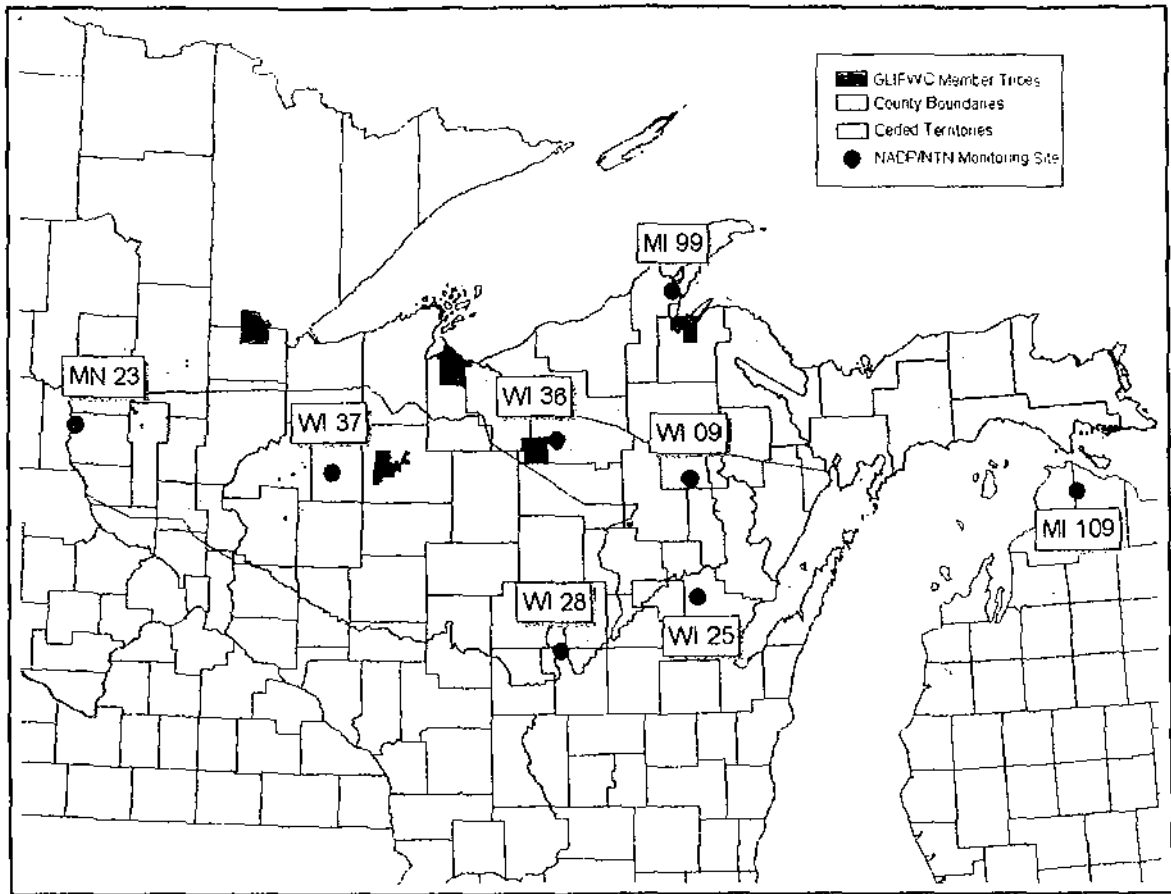 GLIFWC Member Tribes
County Boundaries
Ceded Territories
NADP/NTN Monitoring Site
MI 99
MN 23
WI 36
WI 37
WI 09
MI 109
WI 28
WI 25